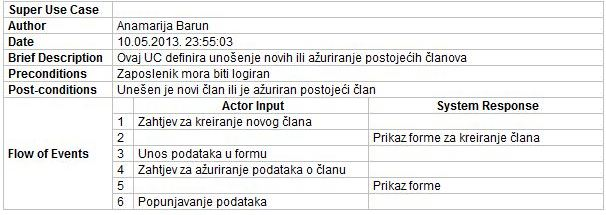 Super Use Case
Author Anamarija Barun
Date 10.05.2013. 23:55:03
Brief Description Ovaj UC definira unošenje novih ili ažuriranje postojećih članova
Preconditions Zaposlenik mora biti logiran
Post-conditions Unešen je novi član ili je ažuriran postojeći član
Flow of Events
Actor Input System Response
1 Zahtjev za kreiranje novog člana
2 Prikaz forme za kreiranje člana
3 Unos podataka u formu
4 Zahtjev za ažuriranje podataka o članu
5 Prikaz forme
6 Popunjavanje podataka